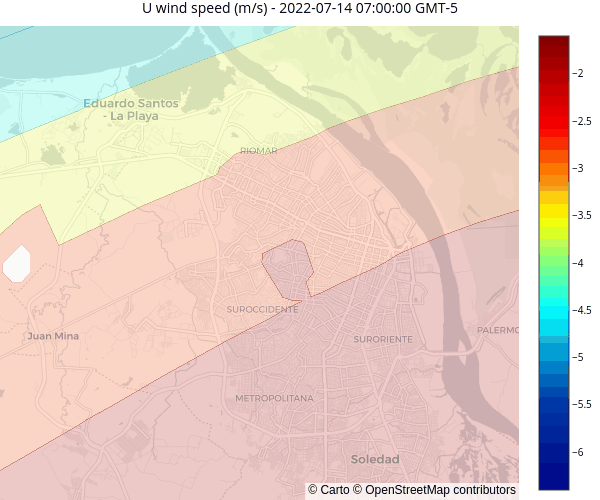 U wind speed (m/s) - 2022-07-14 07:00:00 GMT-5
Eduardo Santos
- La Playa
RIOMAR
SUROCCIDENTE
Juan Mina
SURORIENTE
PALERMO
METROPOLITANA
Soledad
© Carto © OpenStreetMap contributors
−2
−2.5
−3
−3.5
−4
−4.5
−5
−5.5
−6